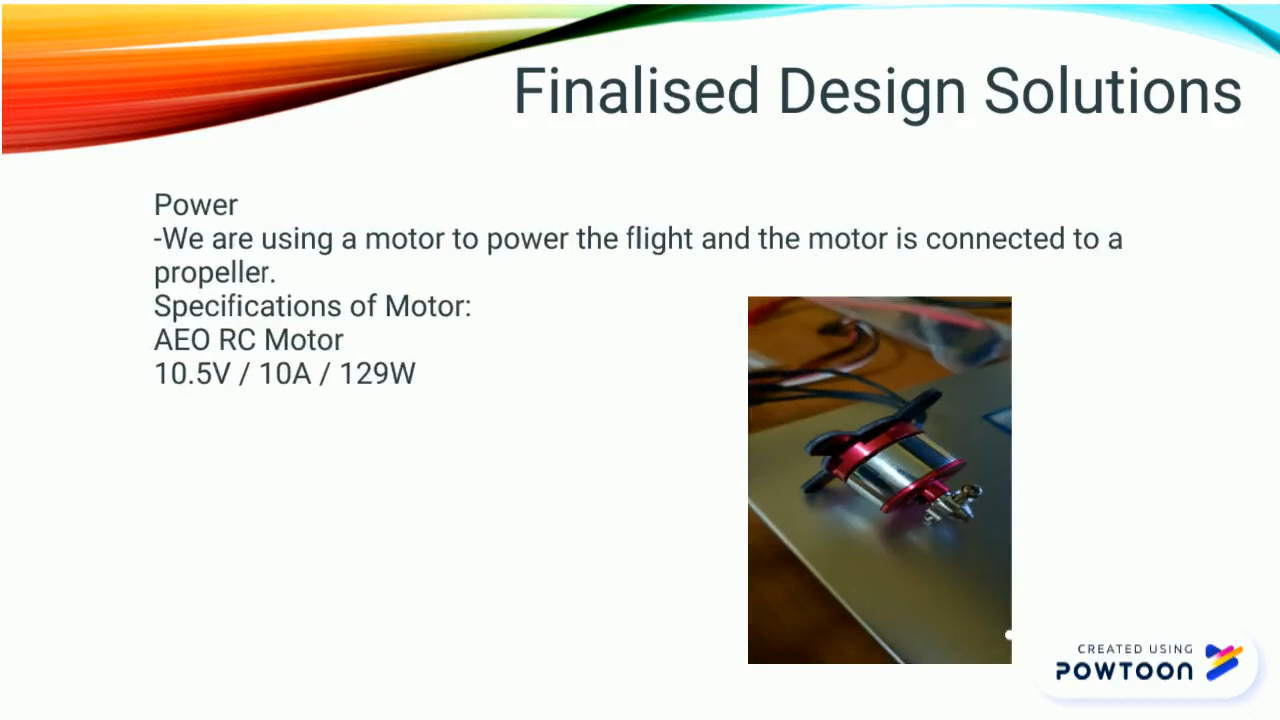 Finalised Design Solutions
Power
-We are using a motor to power the flight and the motor is connected to a
propeller.
Specifications of Motor:
AEO RC Motor
10.5V / 10A / 129W
CREATED USING
POWTOON